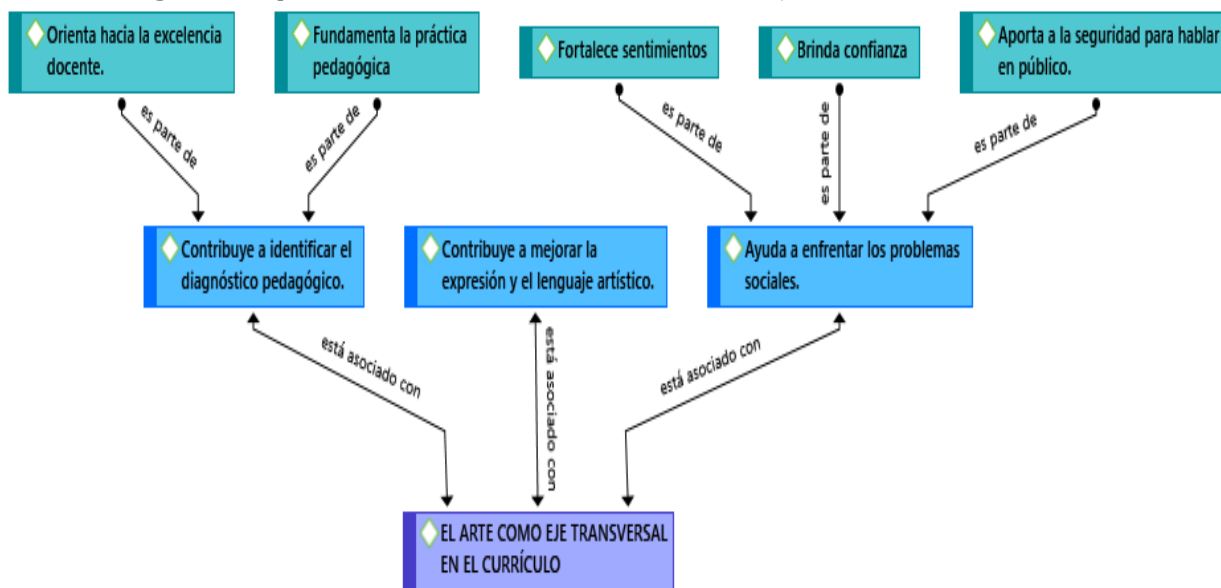 Orienta hacia la excelencia
docente.
Fundamenta la práctica
pedagógica
Fortalece sentimientos
Brinda confianza
Aporta a la seguridad para hablar
en público.
es parte de
es parte de
es parte de
es parte de
es parte de
Contribuye a identificar el
diagnóstico pedagógico.
Contribuye a mejorar la
expresión y el lenguaje artístico.
Ayuda a enfrentar los problemas
sociales.
está asociado con
está asociado con
está asociado con
EL ARTE COMO EJE TRANSVERSAL
EN EL CURRÍCULO